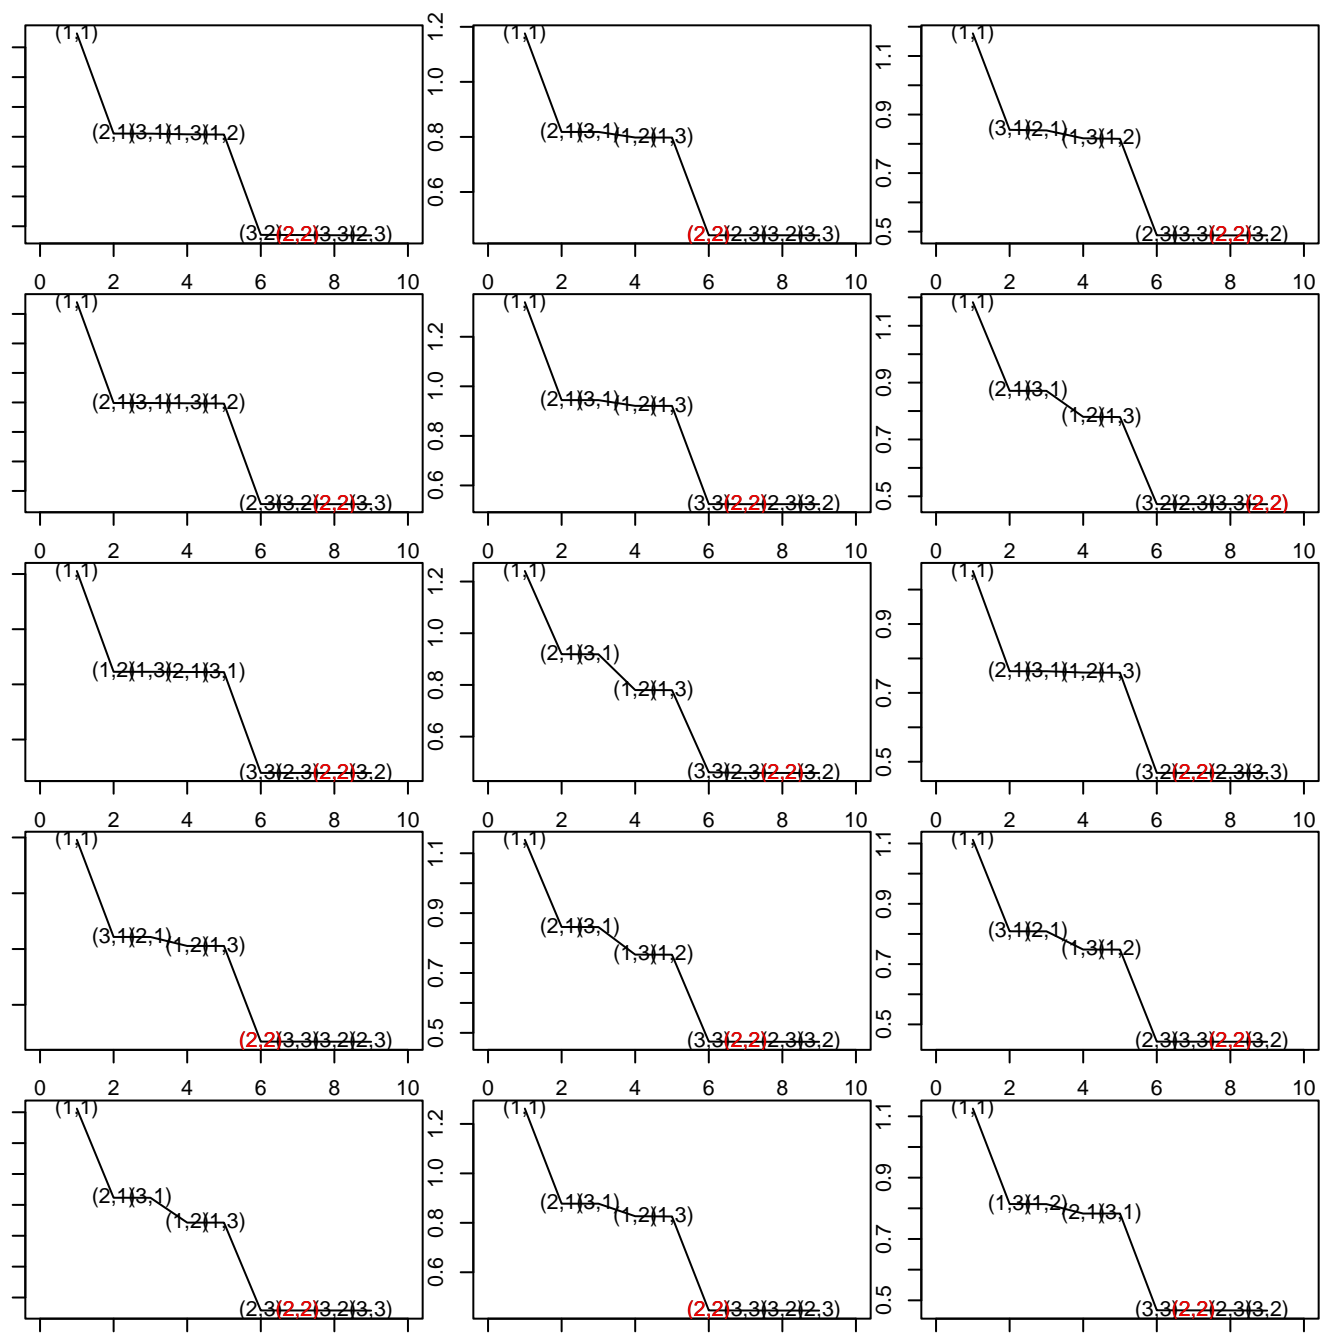 (1,1) 1.2 (1,1) (1,1)
1.0 1.1
(2,1)(3,1)(1,3)(1,2) 0.8 (2,1)(3,1)(1,2)(1,3) 0.9 (3,1)(2,1)(1,3)(1,2)
0.6 0.7
(3,2)(2,2)(3,3)(2,3) (2,2)(2,3)(3,2)(3,3) 0.5 (2,3)(3,3)(2,2)(3,2)
0 2 4 6 8 10 0 2 4 6 8 10 0 2 4 6 8 10
(1,1) (1,1) (1,1)
1.2 1.1
(2,1)(3,1)(1,3)(1,2) 1.0 (2,1)(3,1)(1,2)(1,3) 0.9 (2,1)(3,1)(1,2)(1,3)
0.8 0.7
(2,3)(3,2)(2,2)(3,3) 0.6 (3,3)(2,2)(2,3)(3,2) 0.5 (3,2)(2,3)(3,3)(2,2)
0 2 4 6 8 10 0 2 4 6 8 10 0 2 4 6 8 10
(1,1) 1.2 (1,1) (1,1)
1.0 0.9
(1,2)(1,3)(2,1)(3,1) 0.8 (2,1)(3,1)(1,2)(1,3) 0.7 (2,1)(3,1)(1,2)(1,3)
0.6 0.5
(3,3)(2,3)(2,2)(3,2) (3,3)(2,3)(2,2)(3,2) (3,2)(2,2)(2,3)(3,3)
0 2 4 6 8 10 0 2 4 6 8 10 0 2 4 6 8 10
(1,1) 1.1 (1,1) 1.1 (1,1)
0.9 0.9
(3,1)(2,1)(1,2)(1,3) 0.7 (2,1)(3,1)(1,3)(1,2) 0.7 (3,1)(2,1)(1,3)(1,2)
(2,2)(3,3)(3,2)(2,3) 0.5 (3,3)(2,2)(2,3)(3,2) 0.5 (2,3)(3,3)(2,2)(3,2)
0 2 4 6 8 10 0 2 4 6 8 10 0 2 4 6 8 10
(1,1) 1.2 (1,1) 1.1 (1,1)
1.0 0.9
(2,1)(3,1)(1,2)(1,3) 0.8 (2,1)(3,1)(1,2)(1,3) 0.7 (1,3)(1,2)(2,1)(3,1)
0.6 0.5
(2,3)(2,2)(3,2)(3,3) (2,2)(3,3)(3,2)(2,3) (3,3)(2,2)(2,3)(3,2)